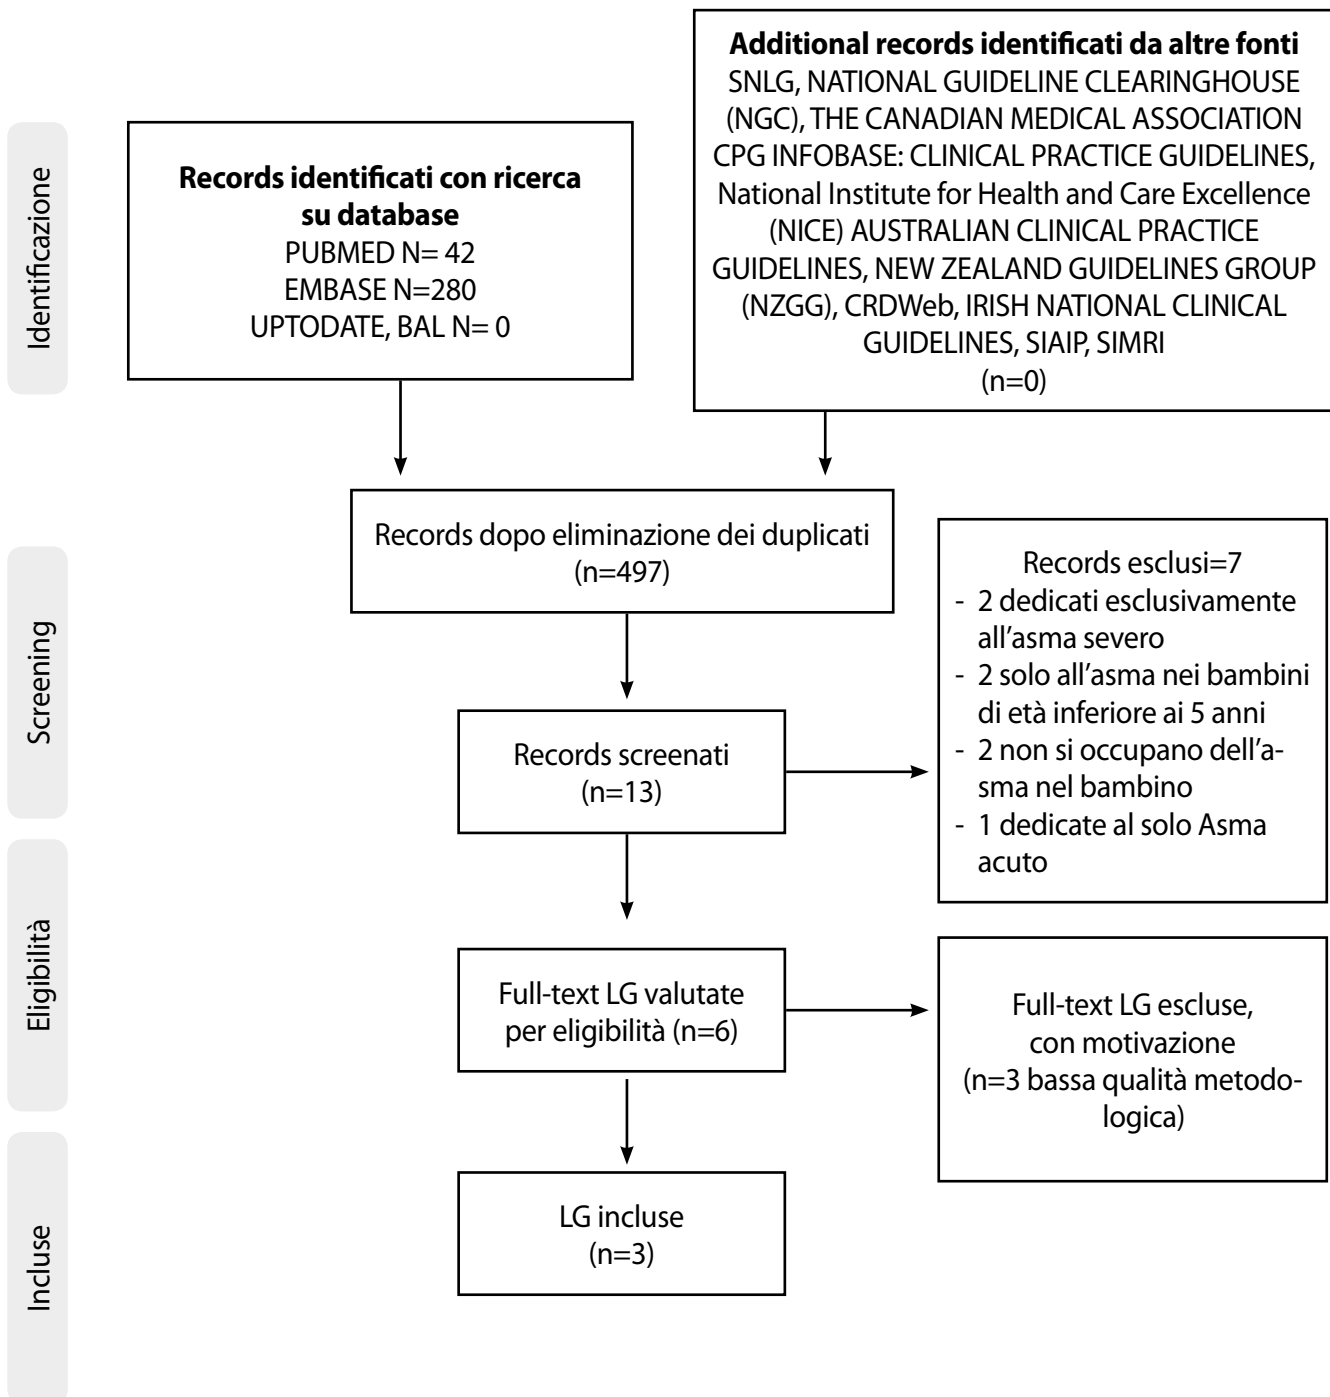 Identificazione
Records identificati con ricerca
su database
PUBMED N= 42
EMBASE N=280
UPTODATE, BAL N= 0
Additional records identificati da altre fonti
SNLG, NATIONAL GUIDELINE CLEARINGHOUSE
(NGC), THE CANADIAN MEDICAL ASSOCIATION
CPG INFOBASE: CLINICAL PRACTICE GUIDELINES,
National Institute for Health and Care Excellence
(NICE) AUSTRALIAN CLINICAL PRACTICE
GUIDELINES, NEW ZEALAND GUIDELINES GROUP
(NZGG), CRDWeb, IRISH NATIONAL CLINICAL
GUIDELINES, SIAIP, SIMRI
(n=0)
Records dopo eliminazione dei duplicati
(n=497)
Screening
Records screenati
(n=13)
Records esclusi=7
- 2 dedicati esclusivamente
all'asma severo
- 2 solo all'asma nei bambini
di età inferiore ai 5 anni
- 2 non si occupano dell'a-
sma nel bambino
- 1 dedicate al solo Asma
acuto
Eligibilità
Full-text LG valutate
per eligibilità (n=6)
Full-text LG escluse,
con motivazione
(n=3 bassa qualità metodo-
logica)
Incluse
LG incluse
(n=3)